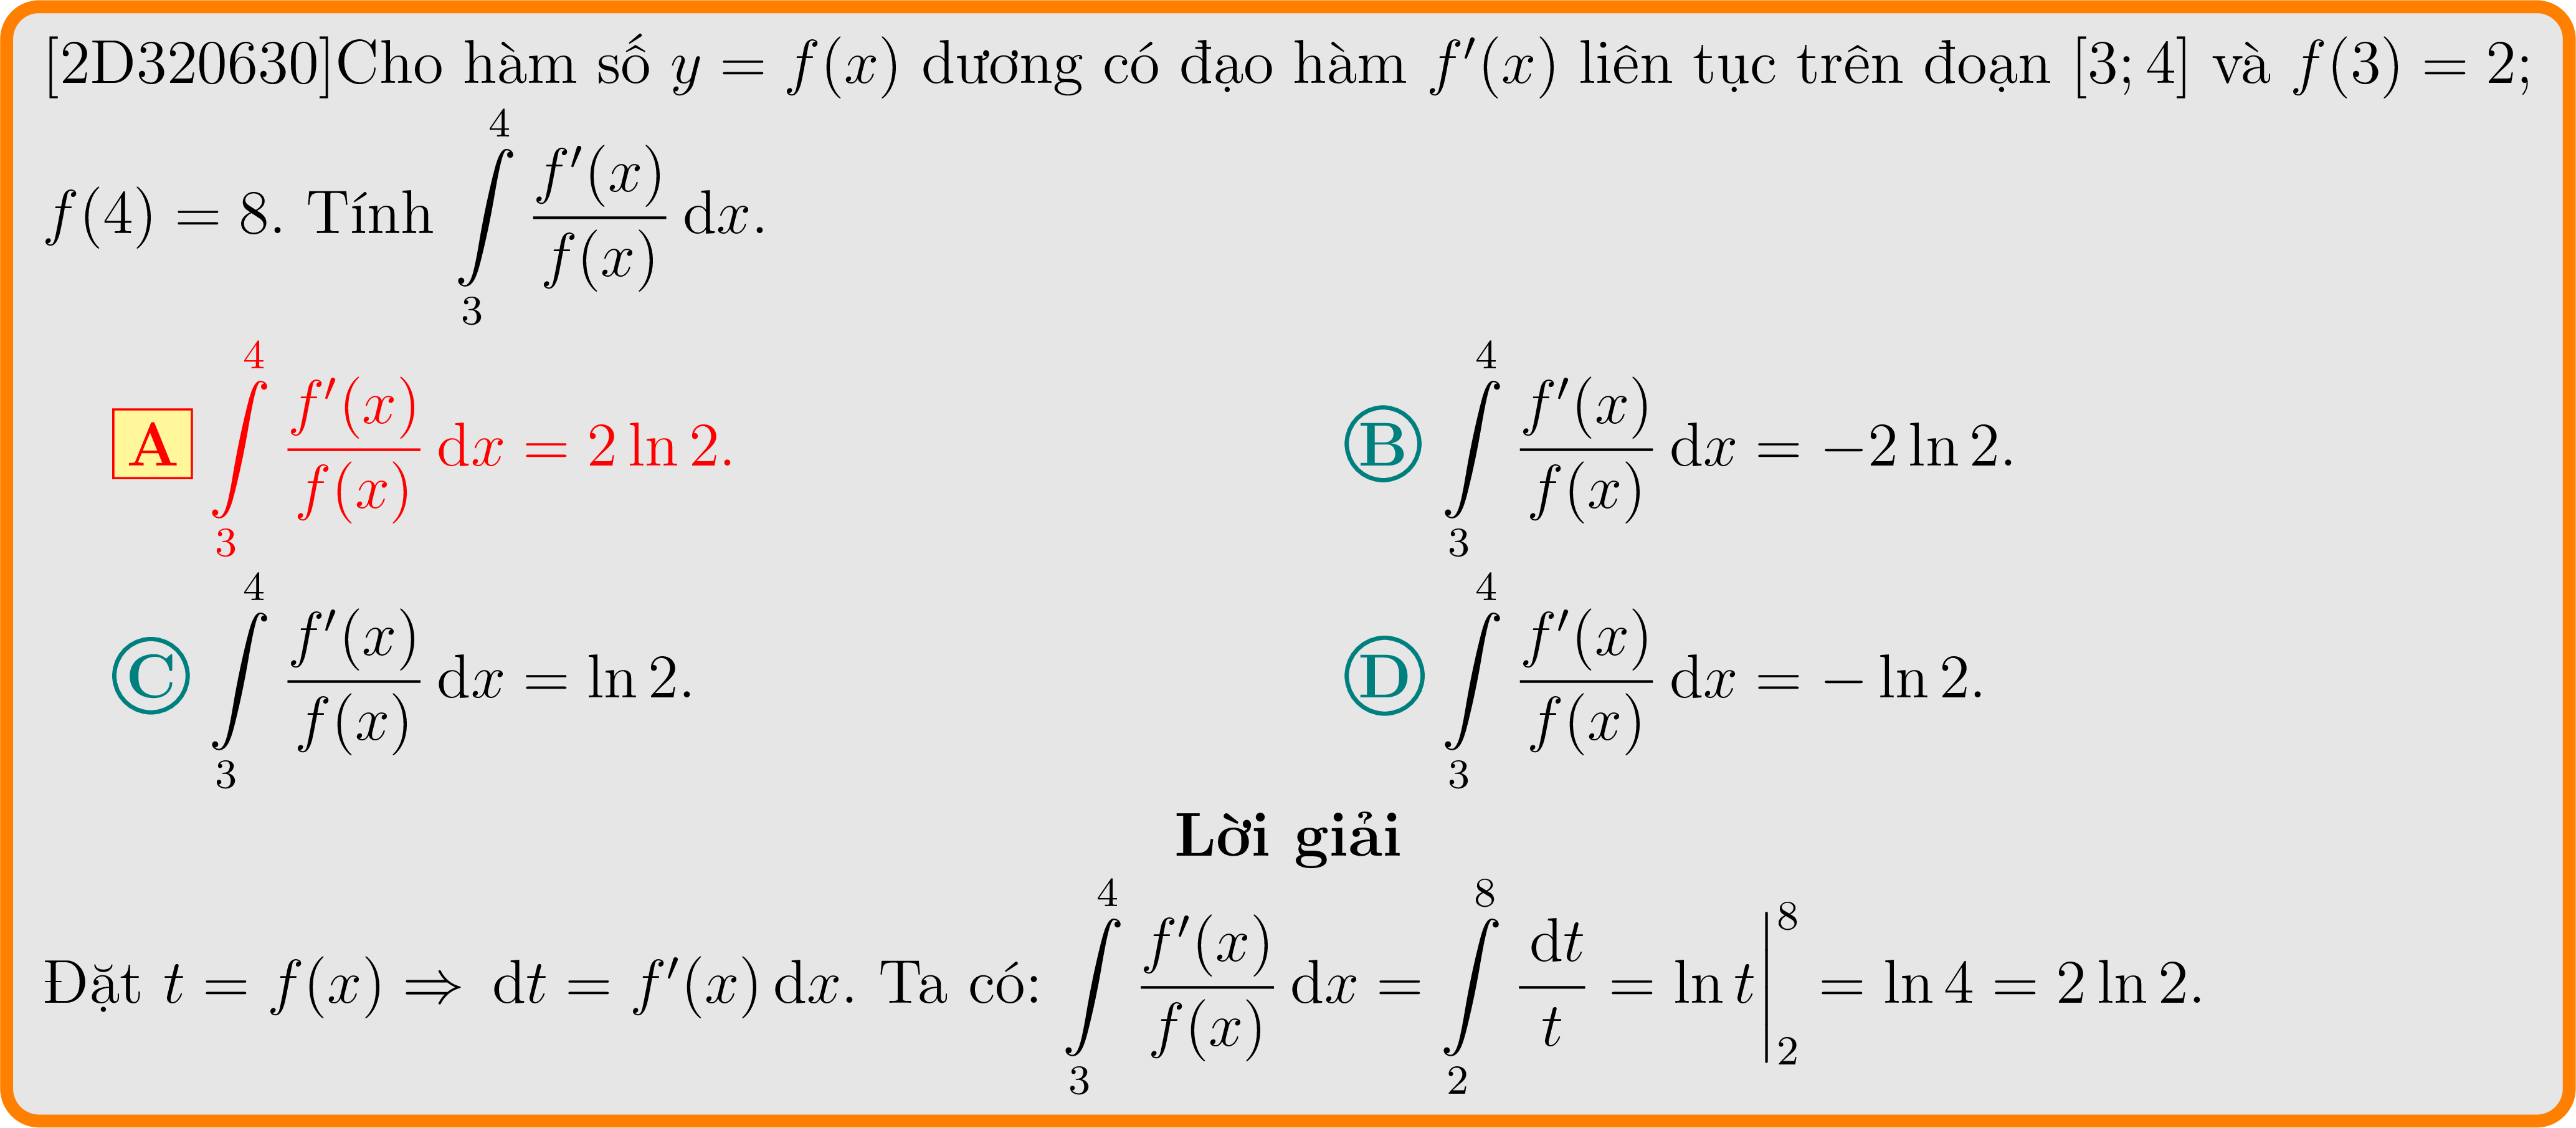 [2D320630]Cho hàm số $y = f(x)$ dương có đạo hàm $f'(x)$ liên tục trên đoạn $[3; 4]$ và $f(3) = 2;$
$f(4) = 8$. Tính $\int\limits_3^4 \frac{f'(x)}{f(x)} \, \mathrm{d}x$.
A $\int\limits_3^4 \frac{f'(x)}{f(x)} \, \mathrm{d}x = 2\ln 2$.
B $\int\limits_3^4 \frac{f'(x)}{f(x)} \, \mathrm{d}x = -2\ln 2$.
C $\int\limits_3^4 \frac{f'(x)}{f(x)} \, \mathrm{d}x = \ln 2$.
D $\int\limits_3^4 \frac{f'(x)}{f(x)} \, \mathrm{d}x = -\ln 2$.
Lời giải
Đặt $t = f(x) \Rightarrow \mathrm{d}t = f'(x) \, \mathrm{d}x$. Ta có: $\int\limits_3^4 \frac{f'(x)}{f(x)} \, \mathrm{d}x = \int\limits_2^8 \frac{\mathrm{d}t}{t} = \ln t \Big|_2^8 = \ln 4 = 2\ln 2$.